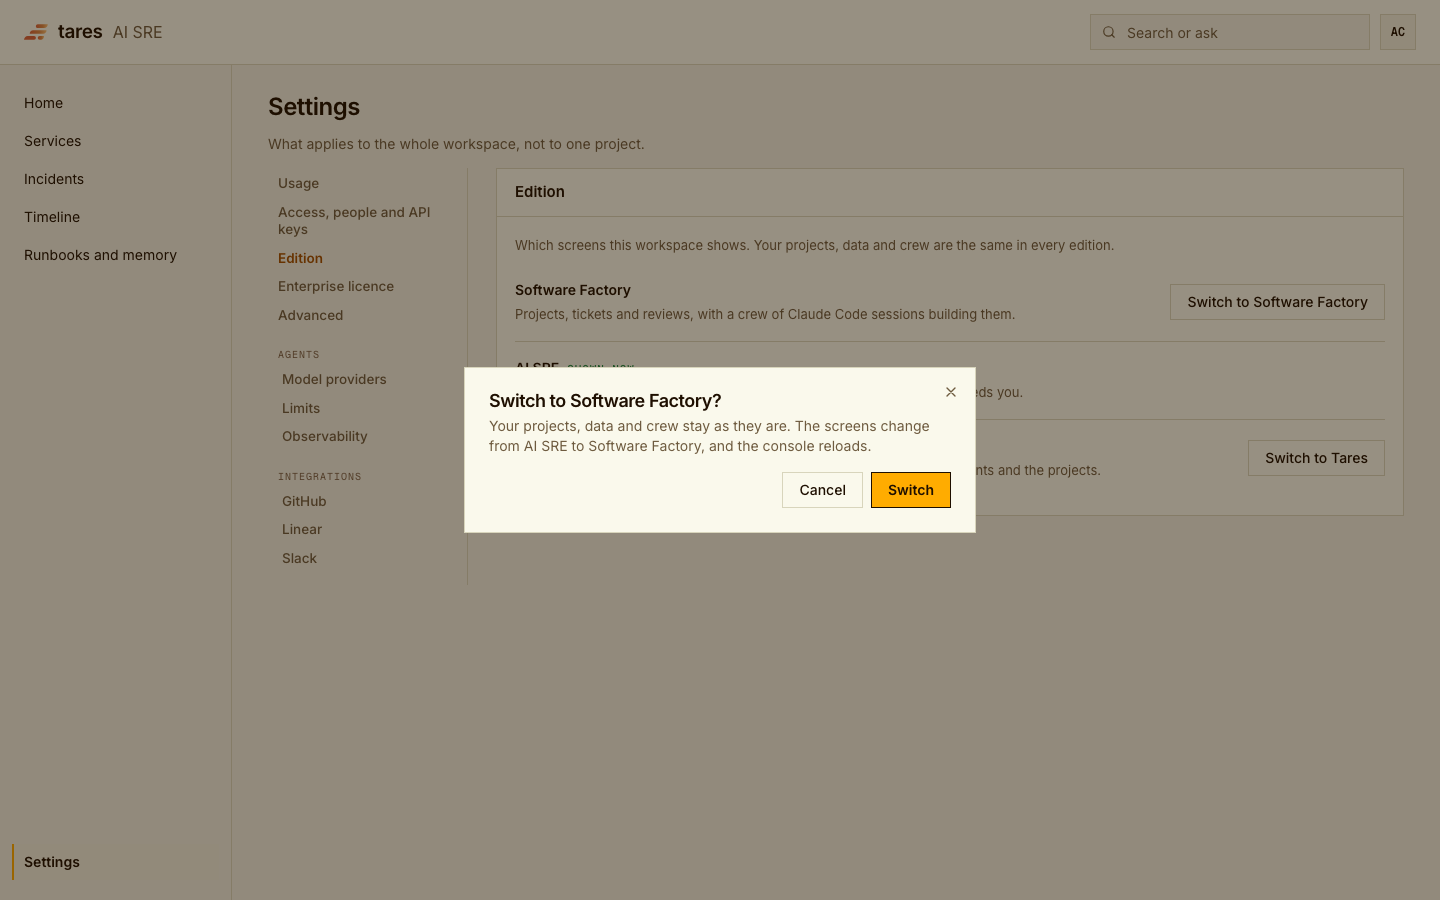 tares AI SRE
Search or ask
AC
Home
Services
Incidents
Timeline
Runbooks and memory
Settings
Settings
What applies to the whole workspace, not to one project.
Usage
Access, people and API
keys
Edition
Enterprise licence
Advanced
AGENTS
Model providers
Limits
Observability
INTEGRATIONS
GitHub
Linear
Slack
Edition
Which screens this workspace shows. Your projects, data and crew are the same in every edition.
Software Factory
Projects, tickets and reviews, with a crew of Claude Code sessions building them.
Switch to Software Factory
AI SRE SHOWN NOW
you.
and the projects.
Switch to Tares
Switch to Software Factory?
Your projects, data and crew stay as they are. The screens change
from AI SRE to Software Factory, and the console reloads.
Cancel
Switch